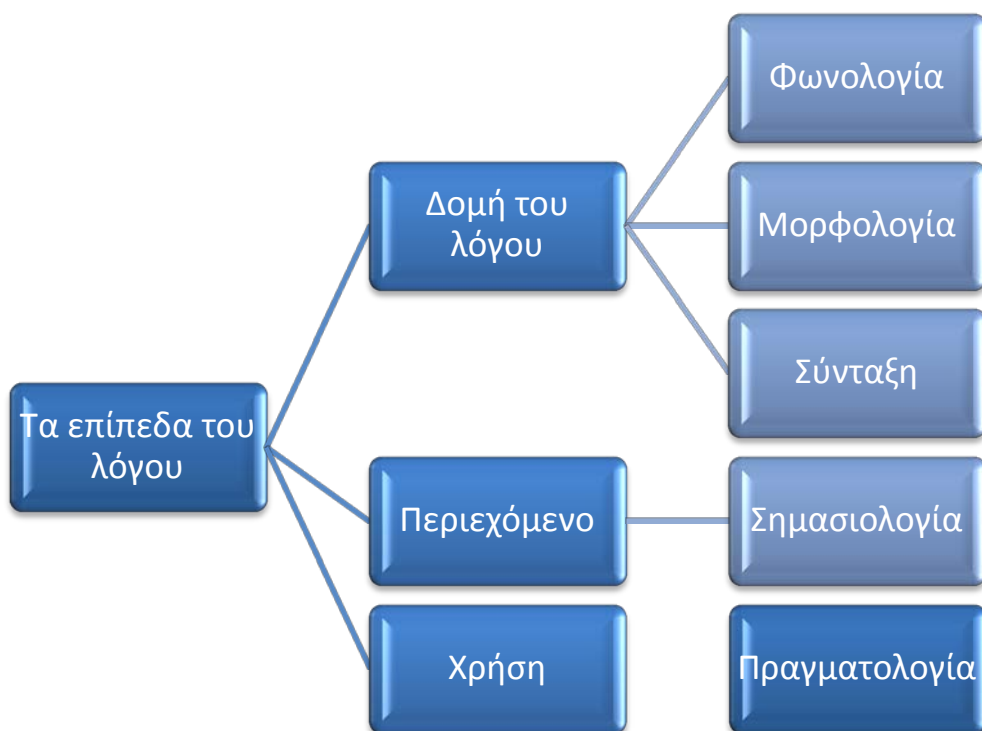 Τα επίπεδα του
λόγου
Δομή του
λόγου
Φωνολογία
Μορφολογία
Σύνταξη
Περιεχόμενο
Σημασιολογία
Χρήση
Πραγματολογία